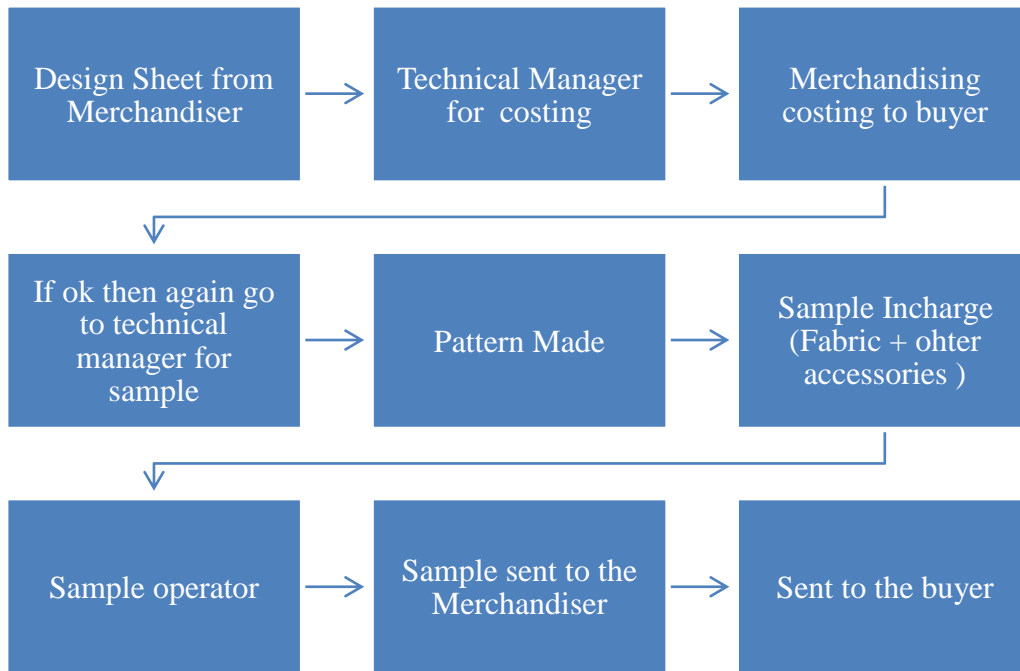 Design Sheet from
Merchandiser
Technical Manager
for costing
Merchandising
costing to buyer
If ok then again go
to technical
manager for
sample
Pattern Made
Sample Incharge
(Fabric + ohter
accessories )
Sample operator
Sample sent to the
Merchandiser
Sent to the buyer